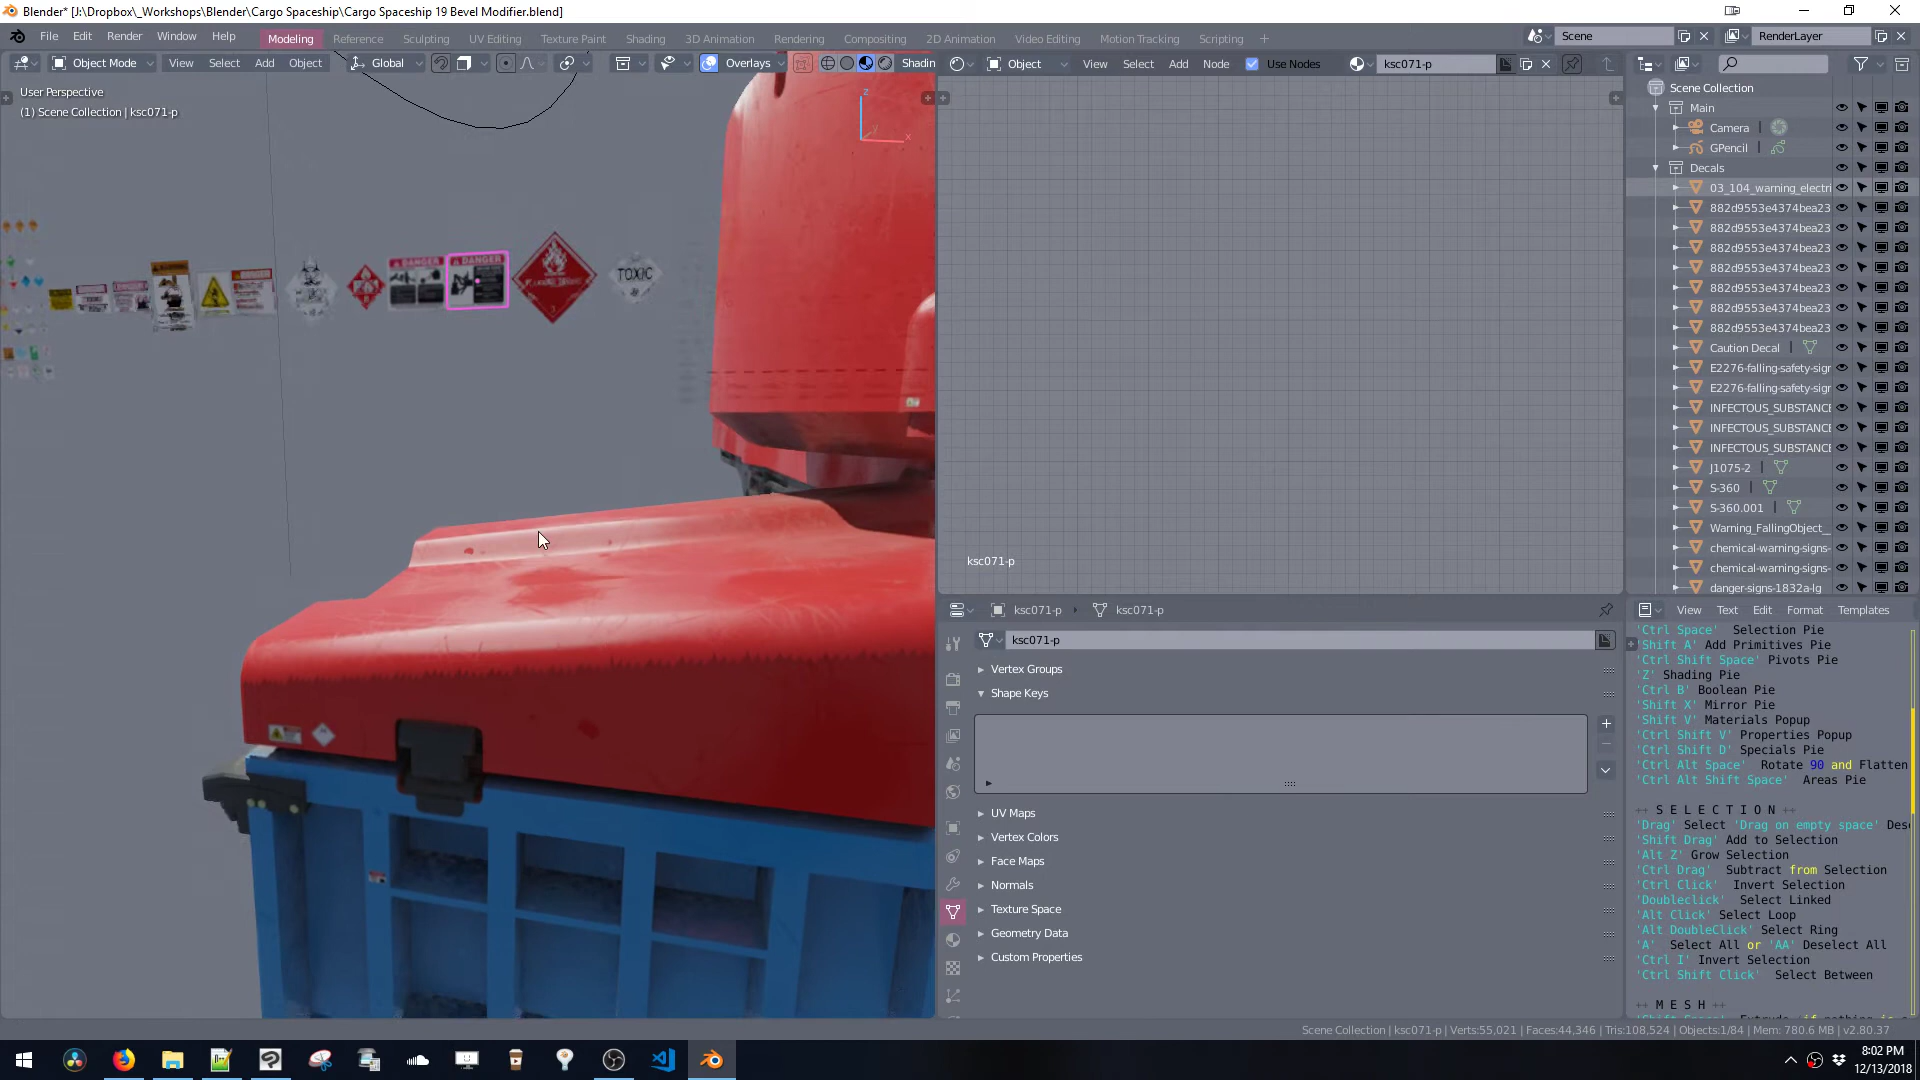 Blender* [J:\Dropbox\_Workshops\Blender\Cargo Spaceship\Cargo Spaceship 19 Bevel Modifier.blend]
File Edit Render Window Help Modeling Reference Sculpting UV Editing Texture Paint Shading 3D Animation Rendering Compositing 2D Animation Video Editing Motion Tracking Scripting Scene RenderLayer
Object Mode View Select Add Object Global Overlays Shadin
Object View Select Add Node Use Nodes ksc071-p
User Perspective
(1) Scene Collection | ksc071-p
z
y
x
DANGER
DANGER
TOXIC
ksc071-p
Scene Collection
Main
Camera
GPencil
Decals
03_104_warning_electri
882d9553e4374bea23
882d9553e4374bea23
882d9553e4374bea23
882d9553e4374bea23
882d9553e4374bea23
882d9553e4374bea23
882d9553e4374bea23
Caution Decal
E2276-falling-safety-sigr
E2276-falling-safety-sigr
INFECTOUS_SUBSTANCE
INFECTOUS_SUBSTANCE
INFECTOUS_SUBSTANCE
J1075-2
S-360
S-360.001
Warning_FallingObject_
chemical-warning-signs-
chemical-warning-signs-
danger-signs-1832a-lg
ksc071-p ksc071-p
ksc071-p
Vertex Groups
Shape Keys
UV Maps
Vertex Colors
Face Maps
Normals
Texture Space
Geometry Data
Custom Properties
View Text Edit Format Templates
'Ctrl Space' Selection Pie
'Shift A' Add Primitives Pie
'Ctrl Shift Space' Pivots Pie
'Z' Shading Pie
'Ctrl B' Boolean Pie
'Shift X' Mirror Pie
'Shift V' Materials Popup
'Ctrl Shift V' Properties Popup
'Ctrl Shift D' Specials Pie
'Ctrl Alt Space' Rotate 90 and Flatten
'Ctrl Alt Shift Space' Areas Pie
++ S E L E C T I O N ++
'Drag' Select 'Drag on empty space' Des
'Shift Drag' Add to Selection
'Alt Z' Grow Selection
'Ctrl Drag' Subtract from Selection
'Ctrl Click' Invert Selection
'Doubleclick' Select Linked
'Alt Click' Select Loop
'Alt DoubleClick' Select Ring
'A' Select All or 'AA' Deselect All
'Ctrl I' Invert Selection
'Ctrl Shift Click' Select Between
++ M E S H ++
Scene Collection | ksc071-p | Verts:55,021 | Faces:44,346 | Tris:108,524 | Objects:1/84 | Mem: 780.6 MB | v2.80.37
8:02 PM
12/13/2018